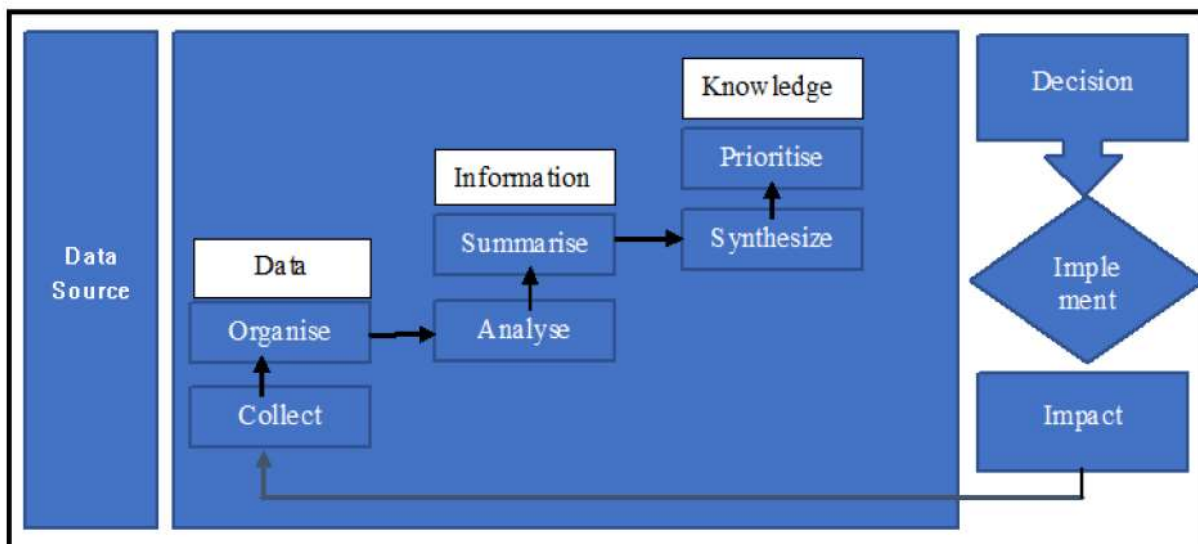 Data
Source
Data
Organise
Collect
Information
Summarise
Analyse
Knowledge
Prioritise
Synthesize
Decision
Imple
ment
Impact